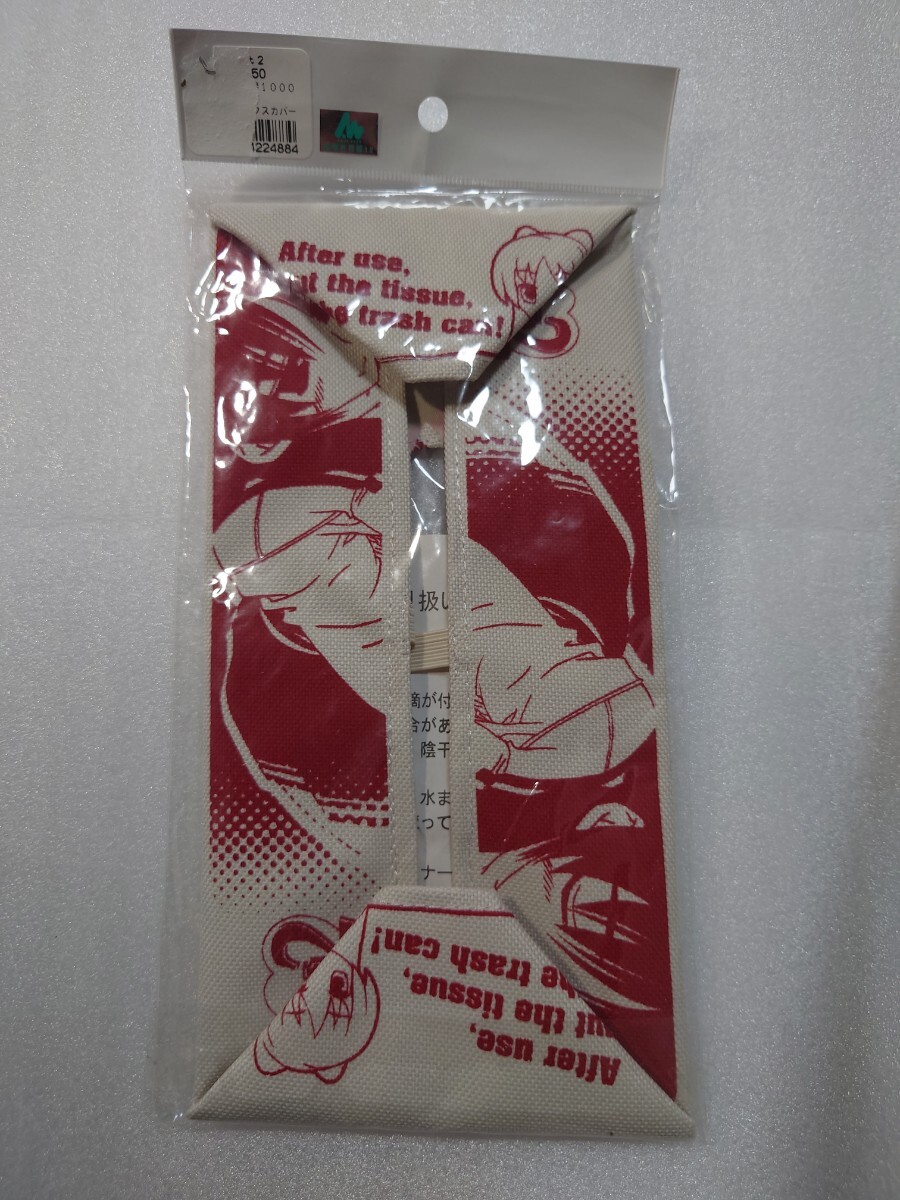 50
1000
スカバー
224884
After use,
ut the tissue,
he trash can!
扱い
滴が付
合があ
陰干
水ま
って
ナー
After use,
ut the tissue,
he trash can!